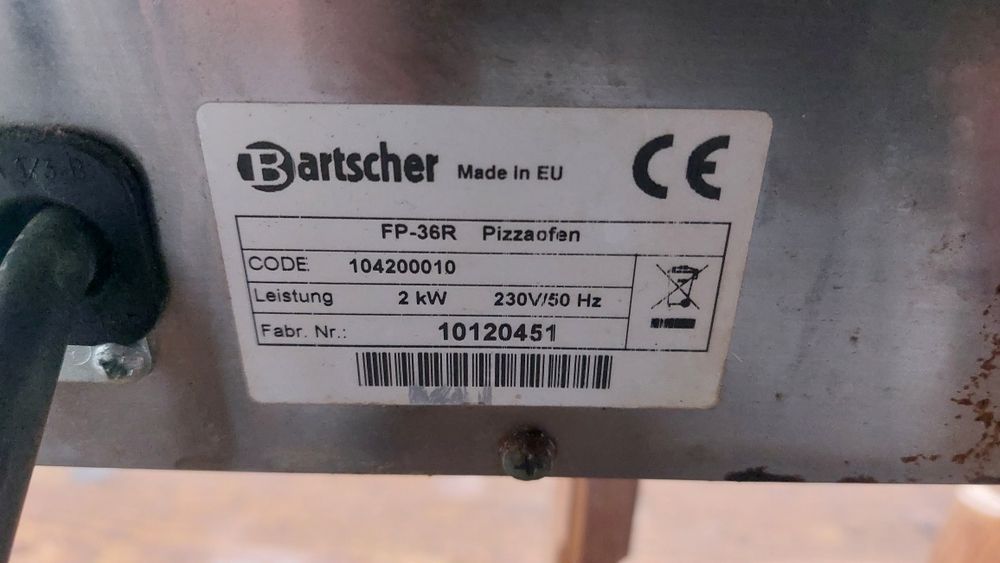 Bartscher Made in EU CE
FP-36R Pizzaofen
CODE: 104200010
Leistung 2 kW 230V/50 Hz
Fabr. Nr.: 10120451